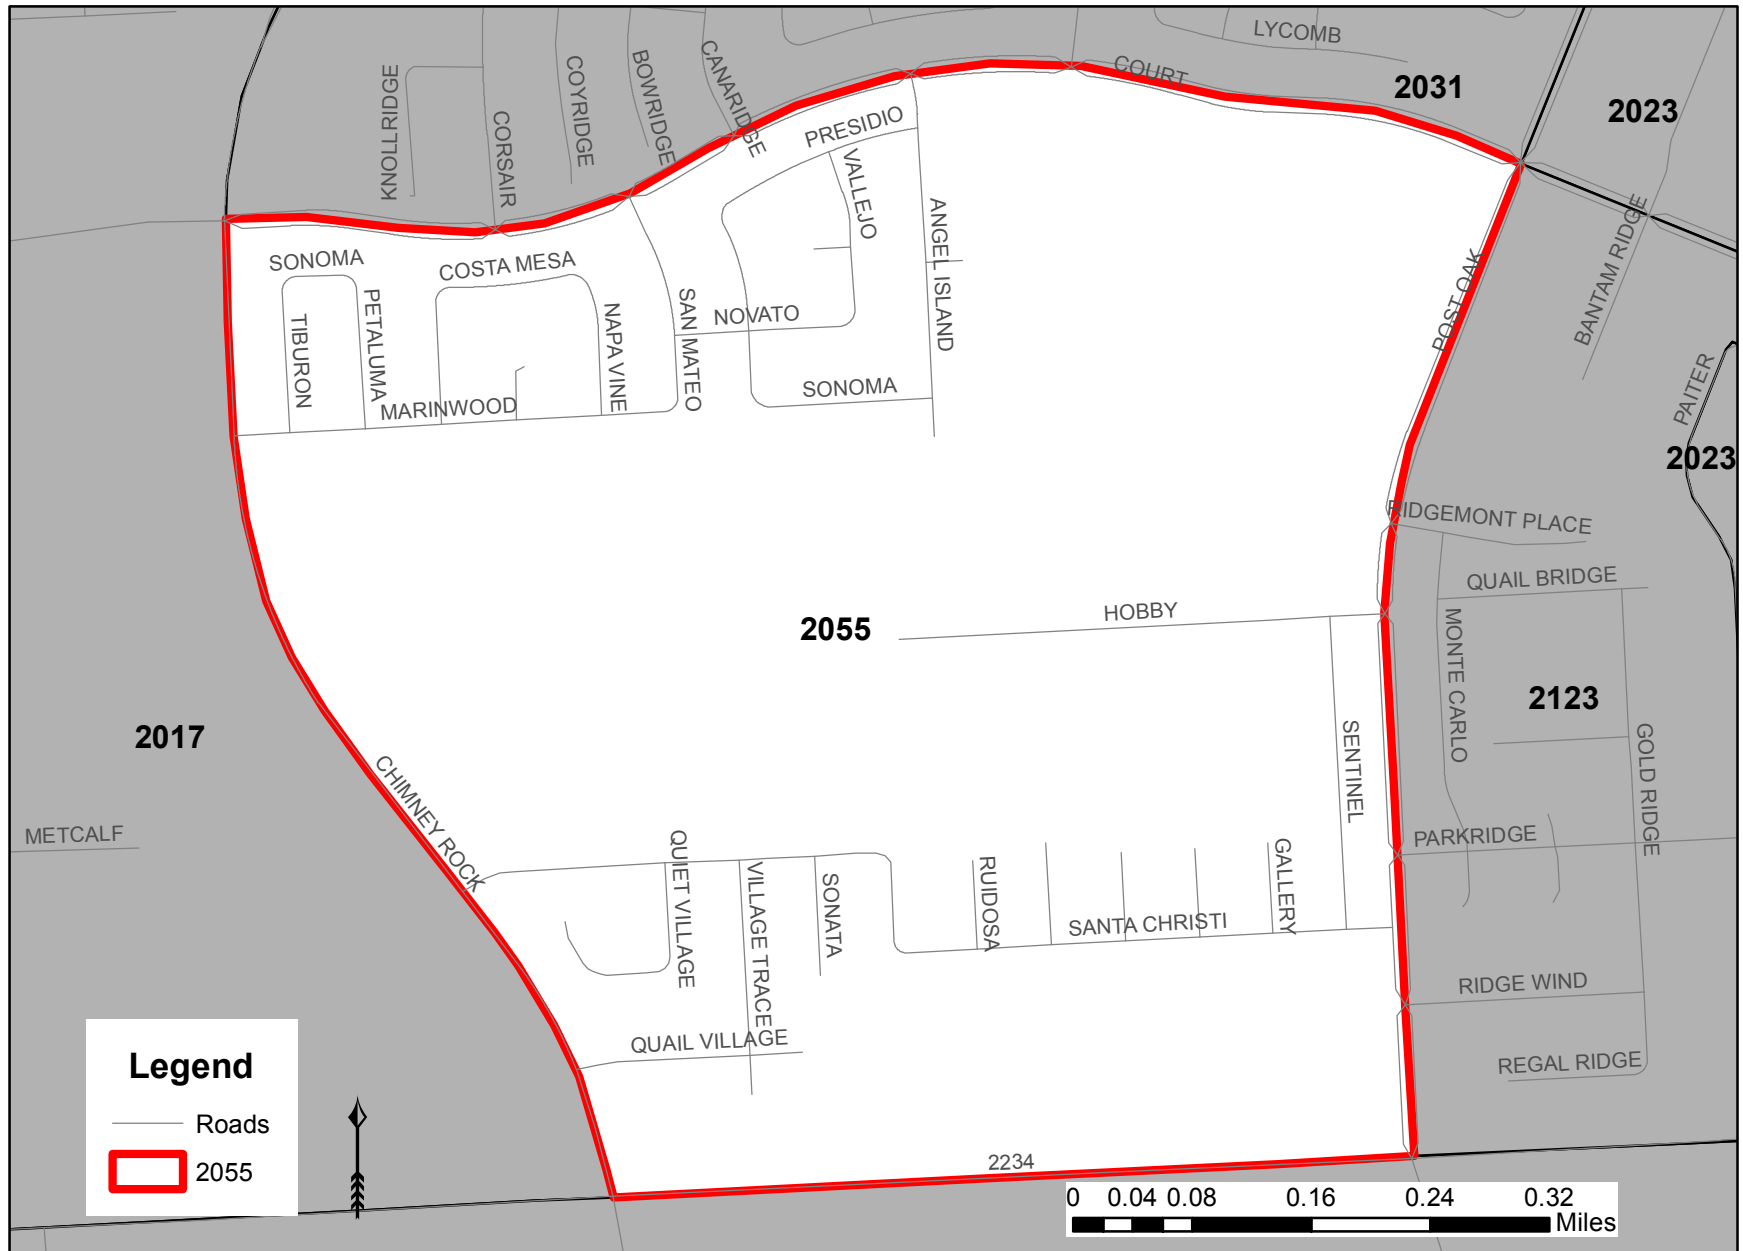 LYCOMB
COURT
2031
2023
KNOLLRIDGE
CORSAIR
COYRIDGE
BOWRIDGE
CANARIDGE
PRESIDIO
VALLEJO
ANGEL ISLAND
BANTAM RIDGE
POST OAK
SONOMA
COSTA MESA
TIBURON
PETALUMA
NAPA VINE
SAN MATEO
NOVATO
SONOMA
MARINWOOD
PAITER
2023
RIDGEMONT PLACE
QUAIL BRIDGE
HOBBY
2055
MONTE CARLO
2123
2017
SENTINEL
GOLD RIDGE
CHIMNEY ROCK
METCALF
PARKRIDGE
QUIET VILLAGE
VILLAGE TRACE
SONATA
RUIDOSA
GALLERY
SANTA CHRISTI
RIDGE WIND
QUAIL VILLAGE
REGAL RIDGE
2234
Legend
Roads
2055
0 0.04 0.08 0.16 0.24 0.32
Miles